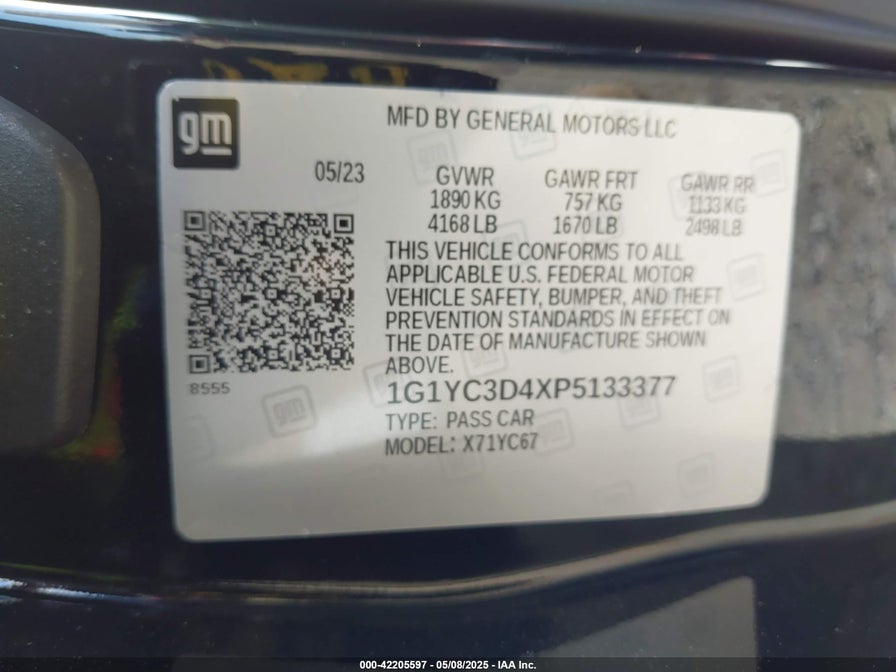 gm
MFD BY GENERAL MOTORS LLC
05/23
GVWR GAWR FRT GAWR RR
1890 KG 757 KG 1133 KG
4168 LB 1670 LB 2498 LB
THIS VEHICLE CONFORMS TO ALL
APPLICABLE U.S. FEDERAL MOTOR
VEHICLE SAFETY, BUMPER, AND THEFT
PREVENTION STANDARDS IN EFFECT ON
THE DATE OF MANUFACTURE SHOWN
ABOVE.
8555
1G1YC3D4XP5133377
TYPE: PASS CAR
MODEL: X71YC67
000-42205597 - 05/08/2025 - IAA Inc.